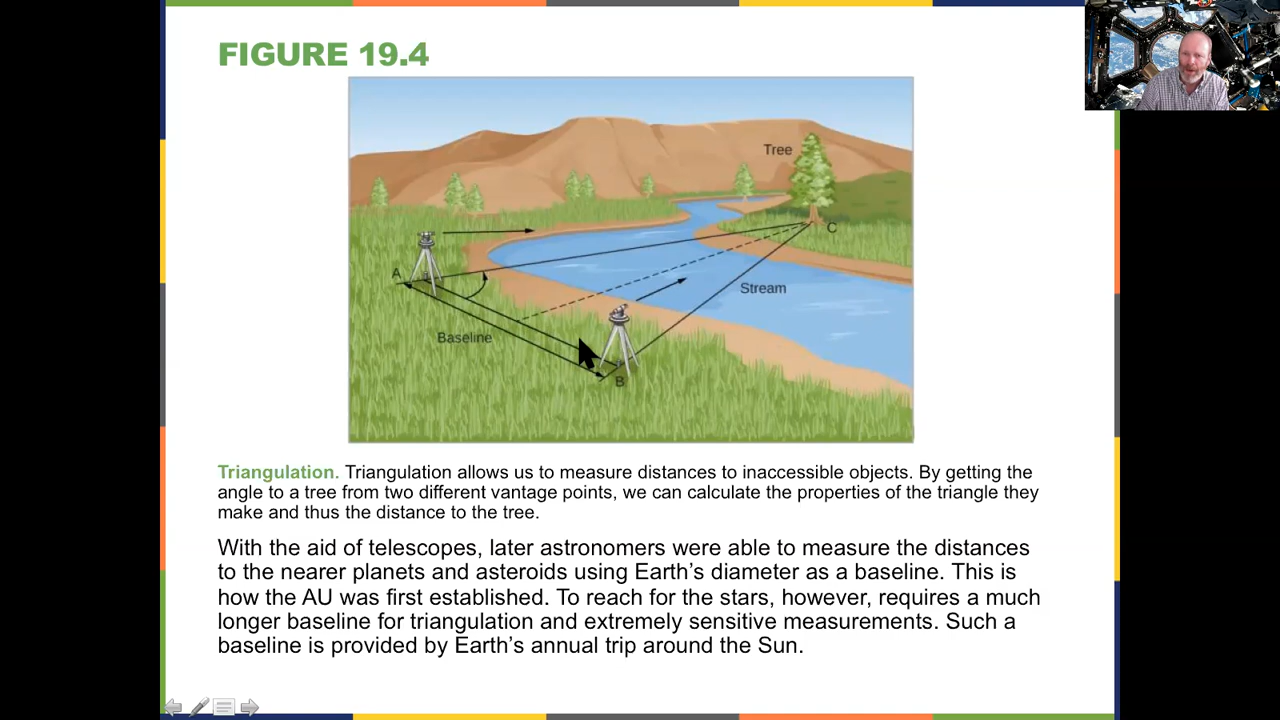 FIGURE 19.4
Tree
C
A
Stream
Baseline
B
Triangulation. Triangulation allows us to measure distances to inaccessible objects. By getting the
angle to a tree from two different vantage points, we can calculate the properties of the triangle they
make and thus the distance to the tree.
With the aid of telescopes, later astronomers were able to measure the distances
to the nearer planets and asteroids using Earth's diameter as a baseline. This is
how the AU was first established. To reach for the stars, however, requires a much
longer baseline for triangulation and extremely sensitive measurements. Such a
baseline is provided by Earth's annual trip around the Sun.